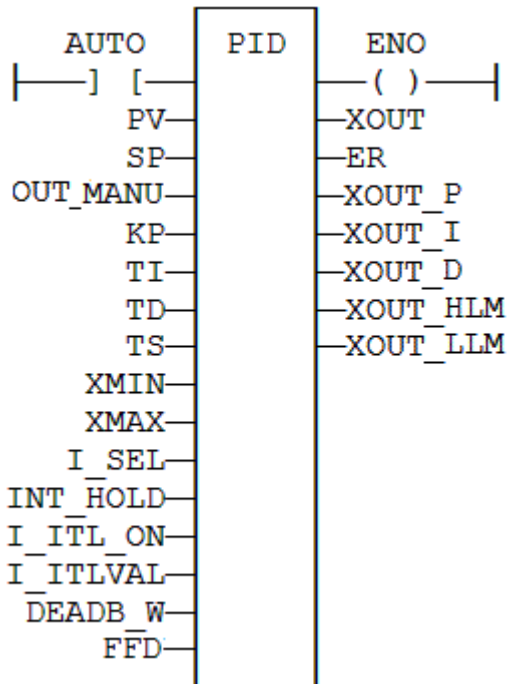 AUTO PID ENO
] [ ( )
PV XOUT
SP ER
OUT_MANU XOUT_P
KP XOUT_I
TI XOUT_D
TD XOUT_HLM
TS XOUT_LLM
XMIN
XMAX
I_SEL
INT_HOLD
I_ITL_ON
I_ITLVAL
DEADB_W
FFD